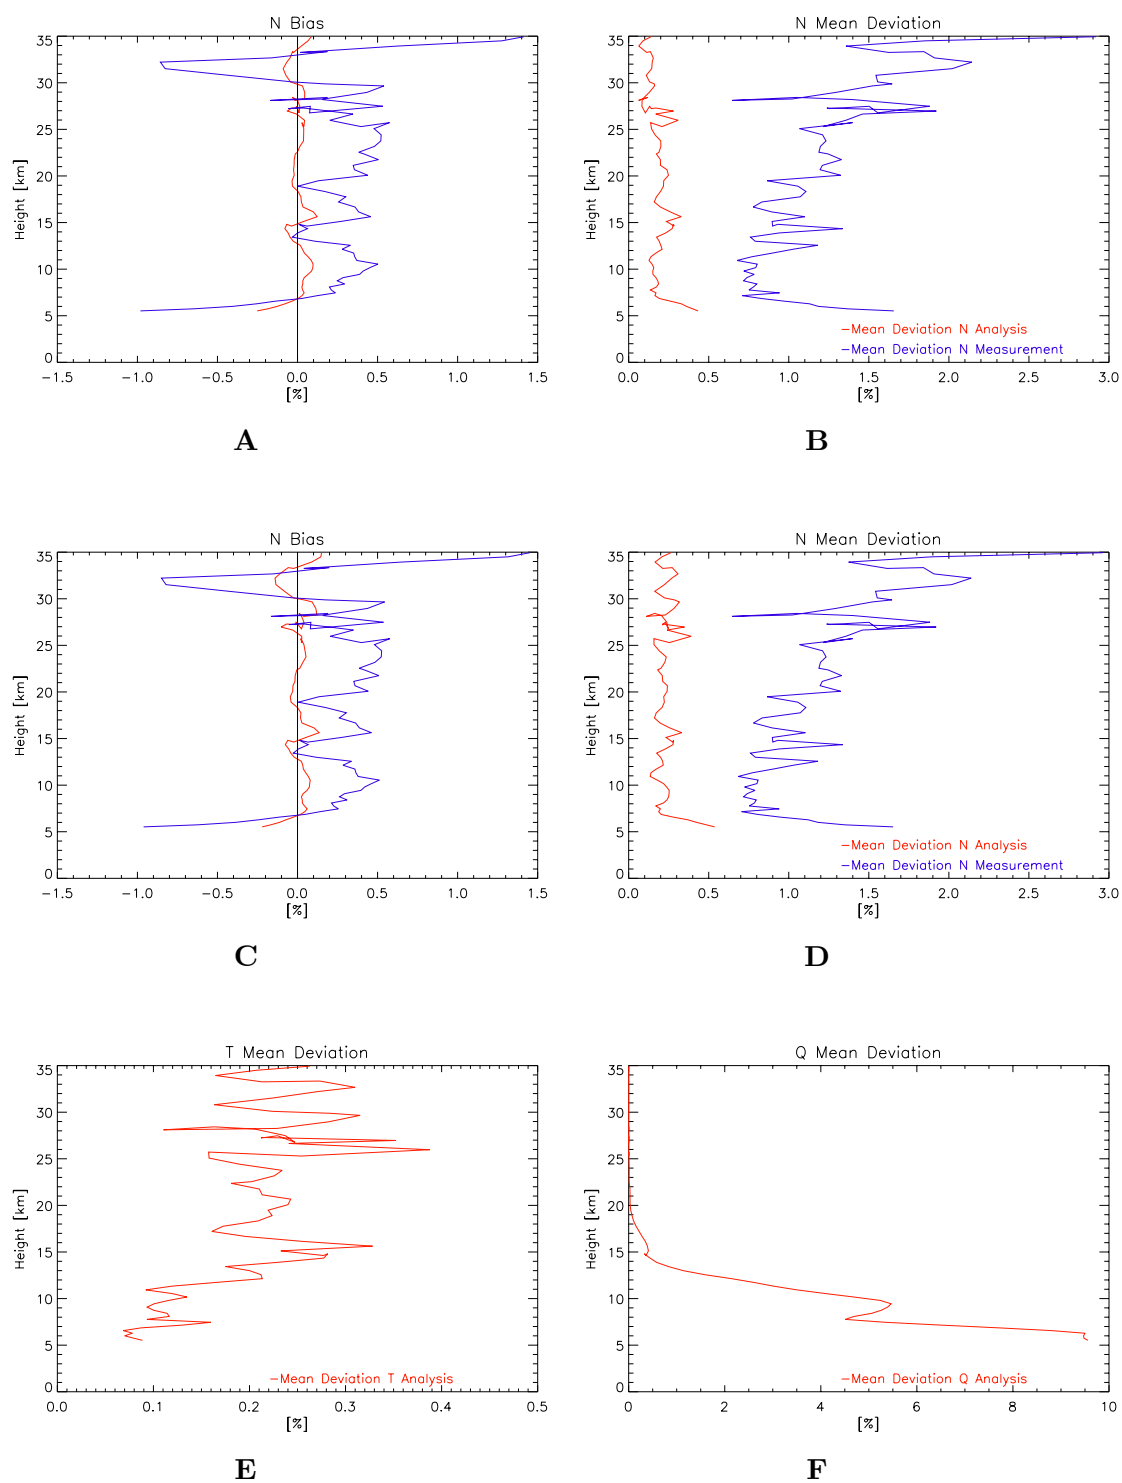 N Bias
35
30
25
20
15
10
5
0
Height [km]
−1.5 −1.0 −0.5 0.0 0.5 1.0 1.5
[%]
A
N Mean Deviation
35
30
25
20
15
10
5
0
Height [km]
−Mean Deviation N Analysis
−Mean Deviation N Measurement
0.0 0.5 1.0 1.5 2.0 2.5 3.0
[%]
B
N Bias
35
30
25
20
15
10
5
0
Height [km]
−1.5 −1.0 −0.5 0.0 0.5 1.0 1.5
[%]
C
N Mean Deviation
35
30
25
20
15
10
5
0
Height [km]
−Mean Deviation N Analysis
−Mean Deviation N Measurement
0.0 0.5 1.0 1.5 2.0 2.5 3.0
[%]
D
T Mean Deviation
35
30
25
20
15
10
5
0
Height [km]
−Mean Deviation T Analysis
0.0 0.1 0.2 0.3 0.4 0.5
[%]
E
Q Mean Deviation
35
30
25
20
15
10
5
0
Height [km]
−Mean Deviation Q Analysis
0 2 4 6 8 10
[%]
F